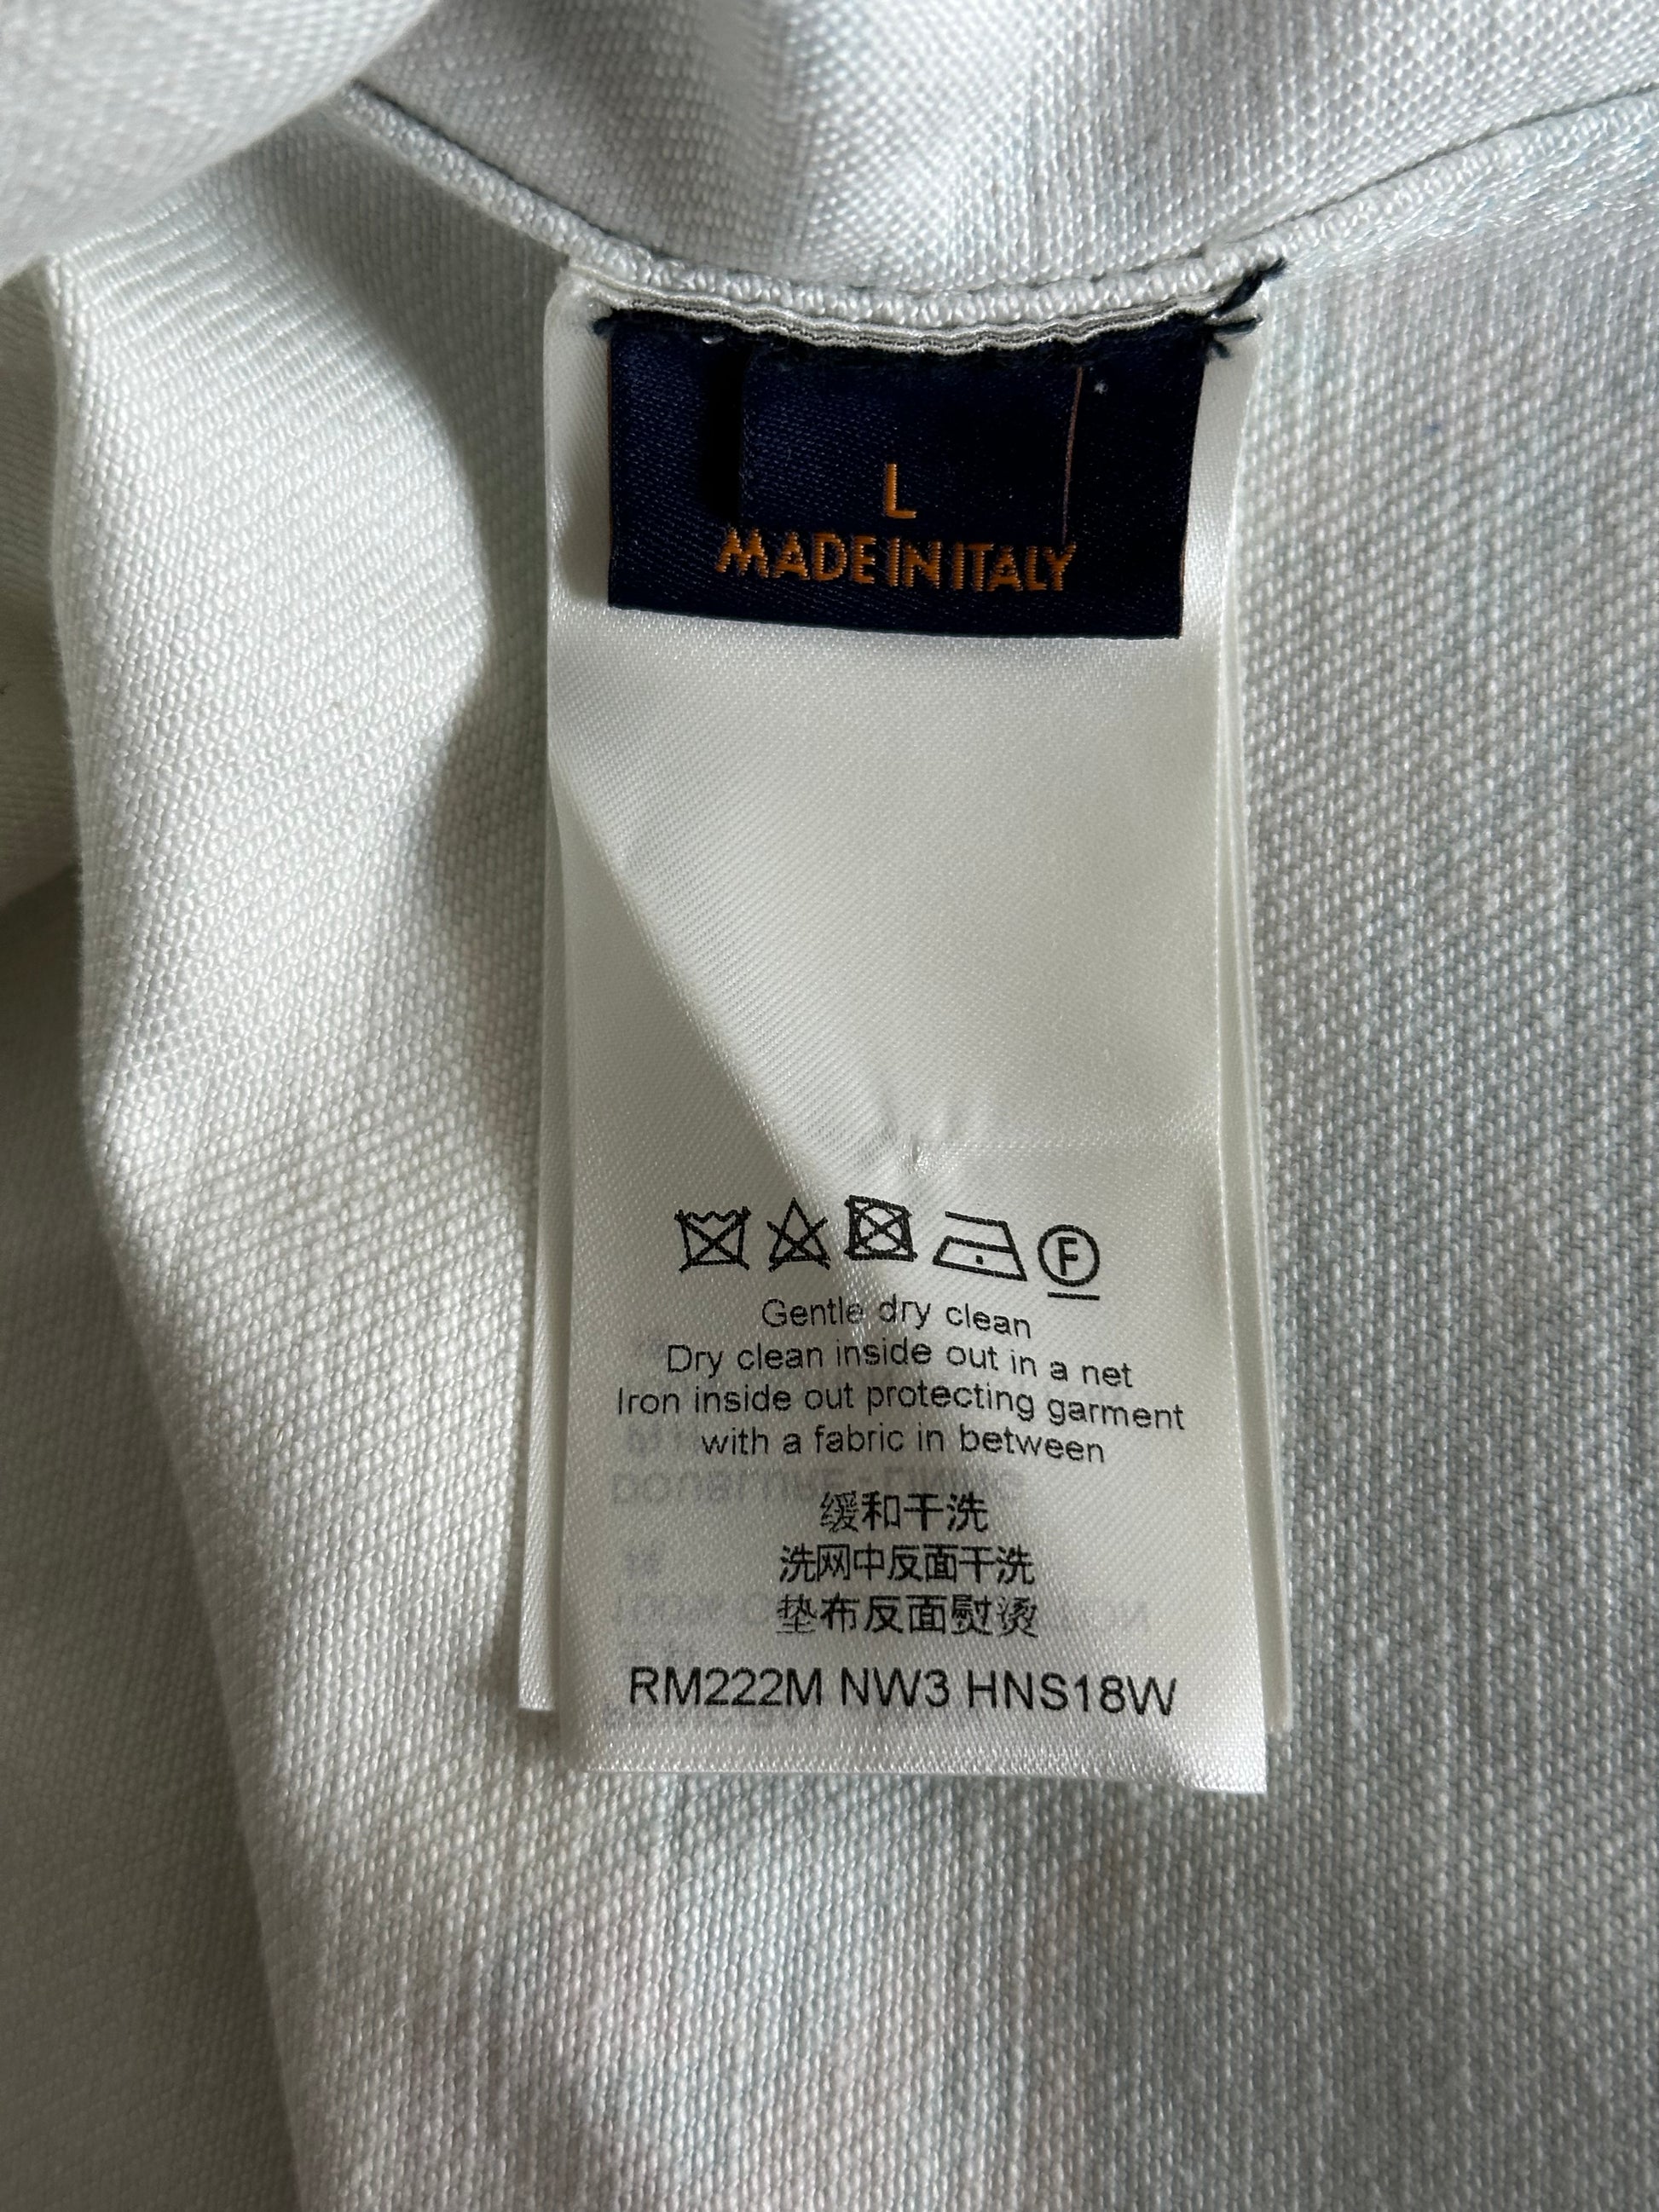 L
MADE IN ITALY
F
Gentle dry clean
Dry clean inside out in a net
Iron inside out protecting garment
with a fabric in between
缓和干洗
洗网中反面干洗
垫布反面熨烫
RM222M NW3 HNS18W